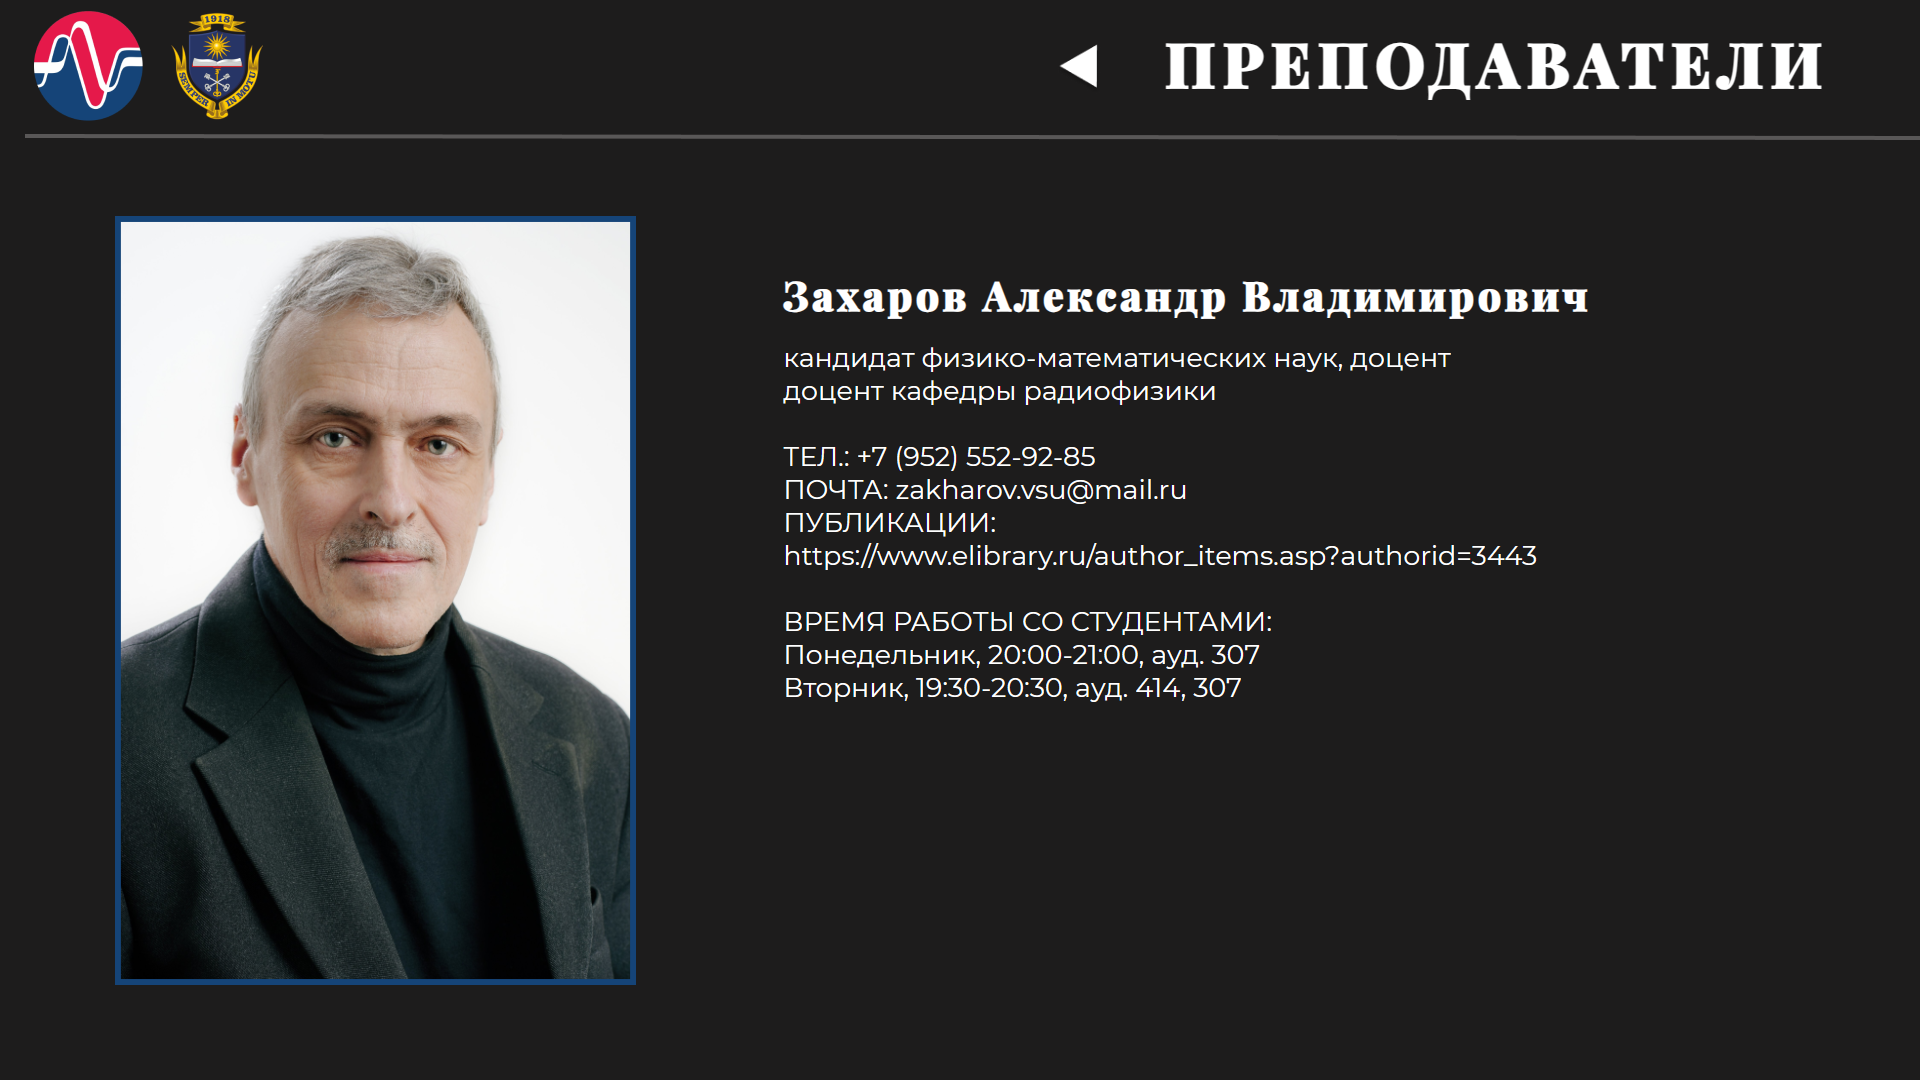 1918
SEMPER IN MOTU
ПРЕПОДАВАТЕЛИ
Захаров Александр Владимирович
кандидат физико-математических наук, доцент
доцент кафедры радиофизики
ТЕЛ.: +7 (952) 552-92-85
ПОЧТА: zakharov.vsu@mail.ru
ПУБЛИКАЦИИ:
https://www.elibrary.ru/author_items.asp?authorid=3443
ВРЕМЯ РАБОТЫ СО СТУДЕНТАМИ:
Понедельник, 20:00-21:00, ауд. 307
Вторник, 19:30-20:30, ауд. 414, 307